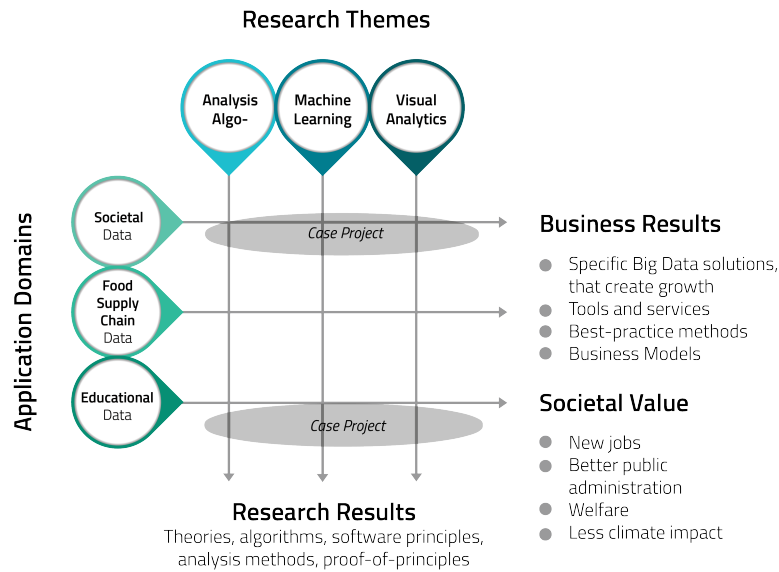 Research Themes
Analysis
Algo-
Machine
Learning
Visual
Analytics
Application Domains
Societal
Data
Food
Supply
Chain
Data
Educational
Data
Case Project
Case Project
Business Results
Specific Big Data solutions,
that create growth
Tools and services
Best-practice methods
Business Models
Societal Value
New jobs
Better public
administration
Welfare
Less climate impact
Research Results
Theories, algorithms, software principles,
analysis methods, proof-of-principles